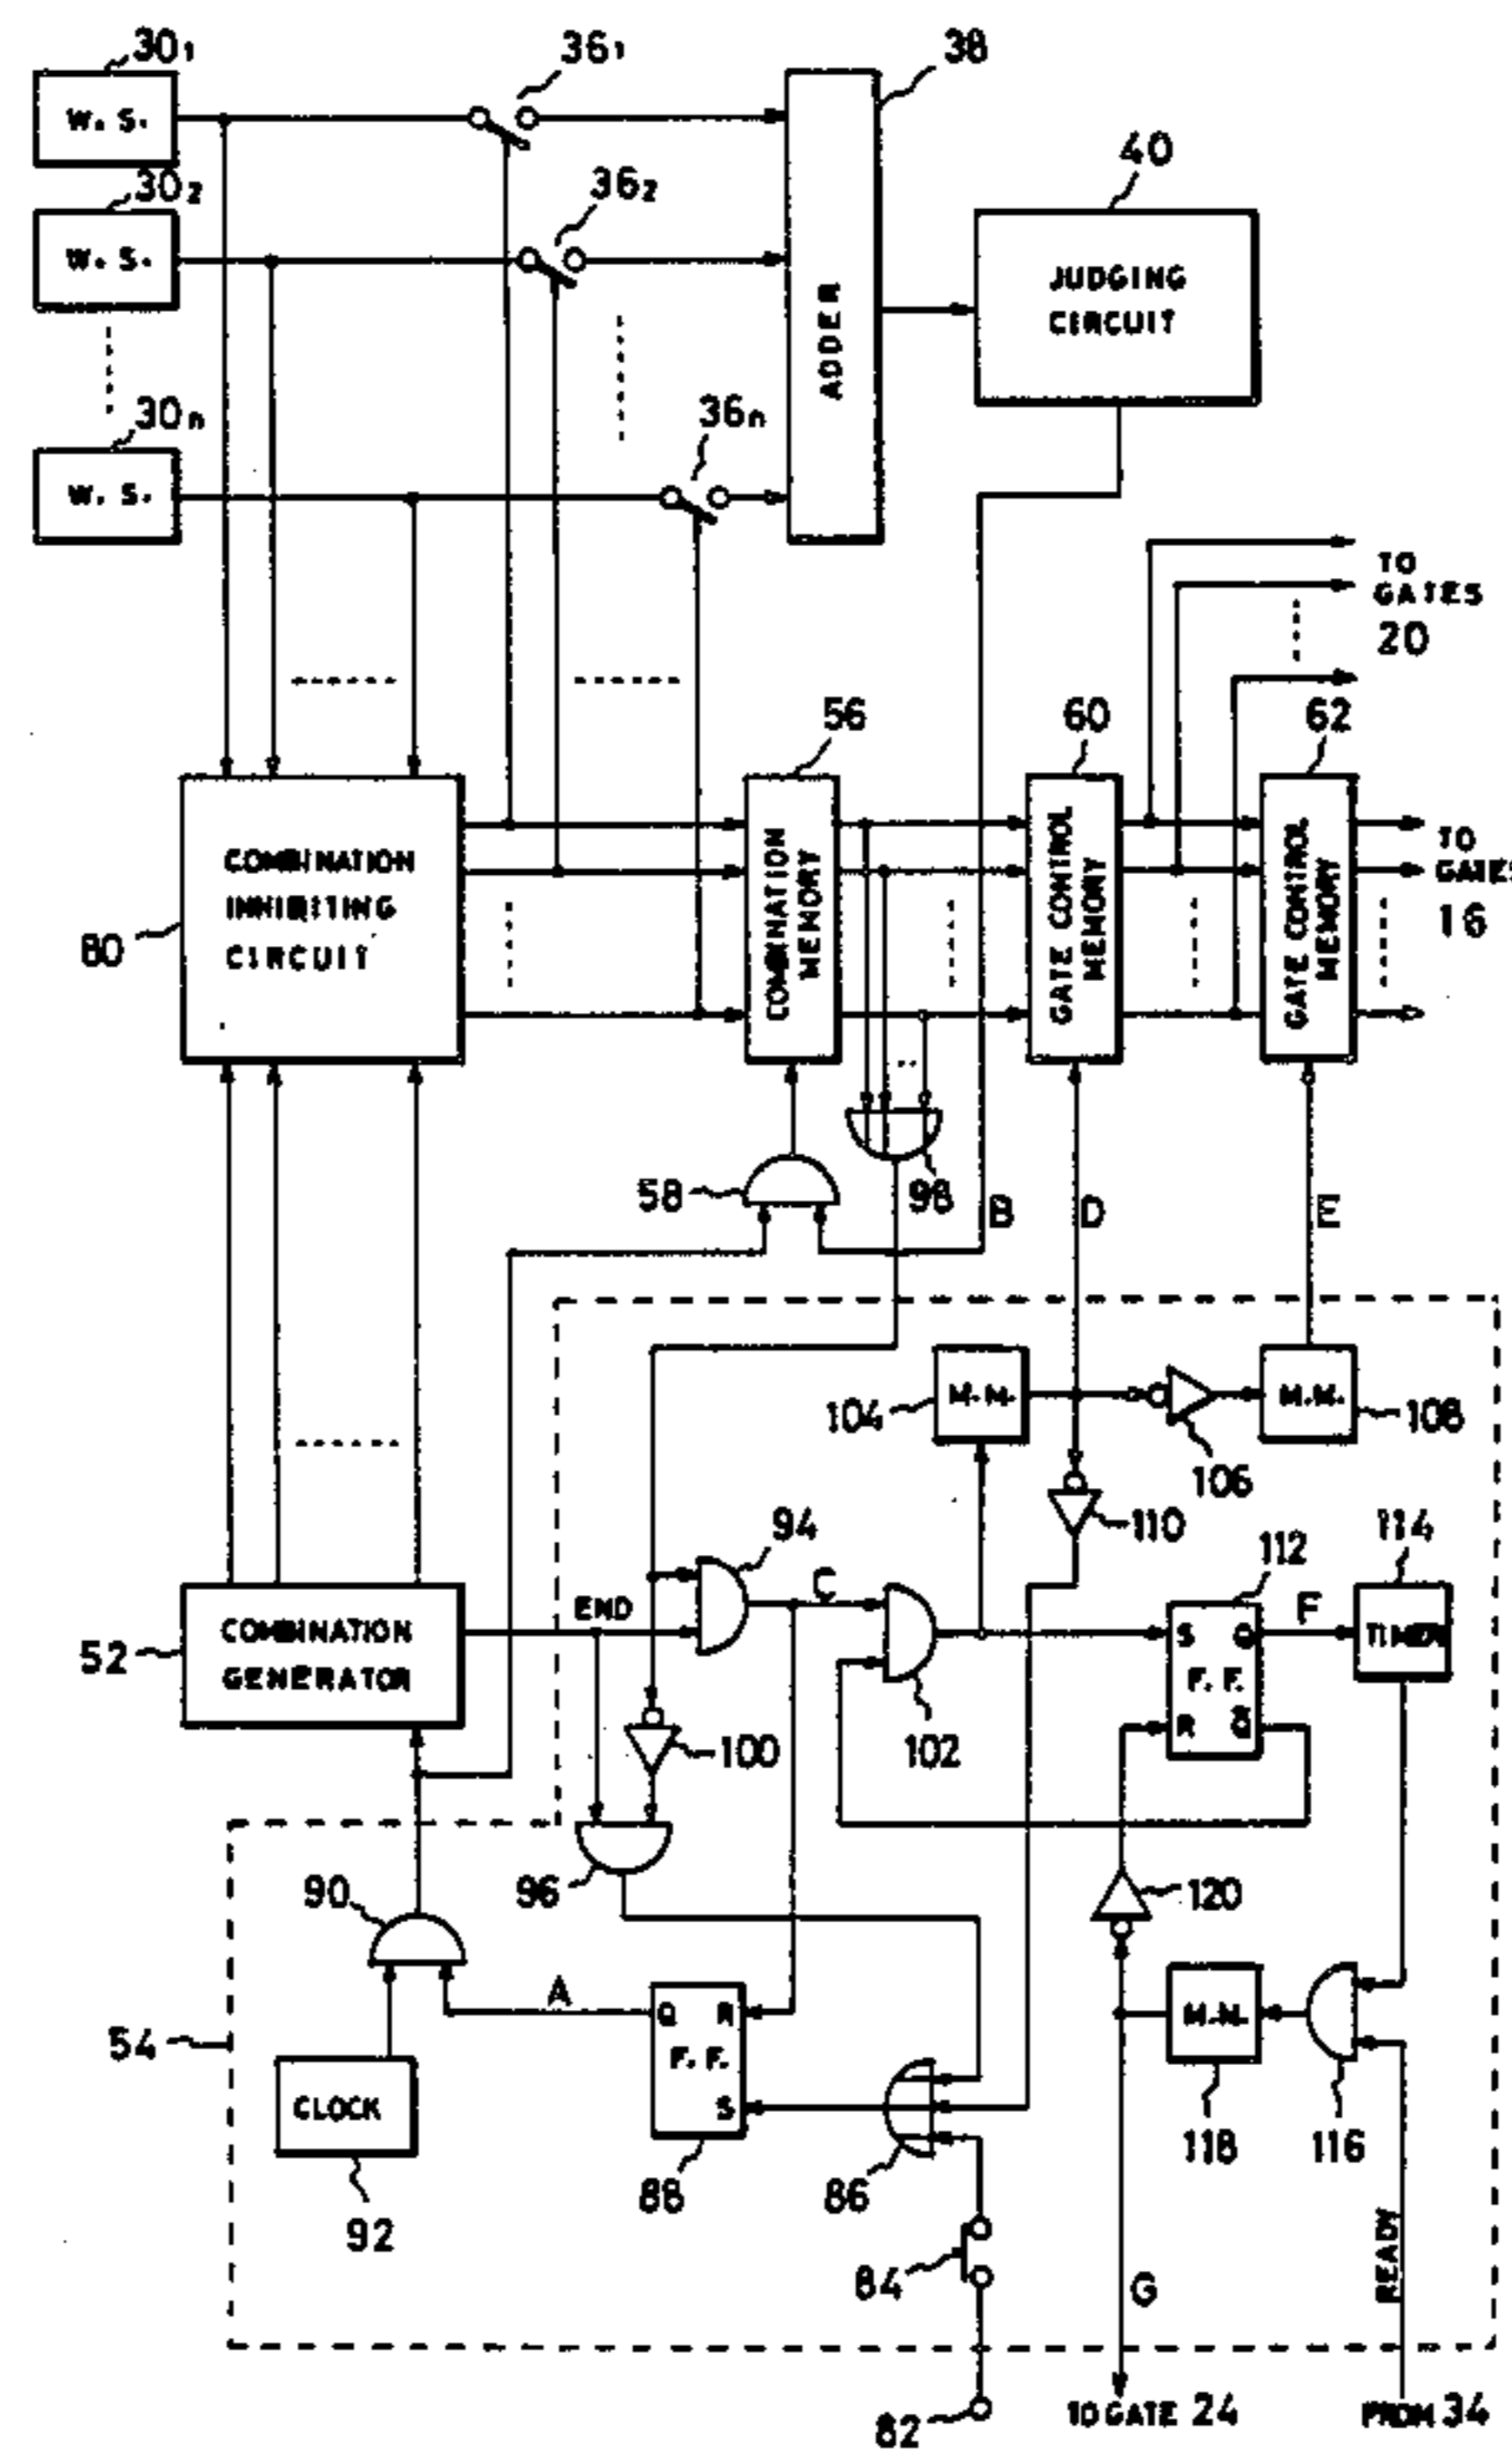 30₁
36₁
38
W. S.
40
30₂
36₂
W. S.
JUDGING
CIRCUIT
ADDER
30n
36n
W. S.
TO
GATES
20
56
60
62
COMBINATION
INHIBITING
CIRCUIT
80
COMBINATION
MEMORY
GATE CONTROL
MEMORY
GATE CONTROL
MEMORY
TO
GATES
16
58
98
B
D
E
104
M.M.
106
M.M.
108
110
94
112
114
C
END
COMBINATION
GENERATOR
52
S Q
F. F.
R Q̄
F
TIMER
100
102
96
90
120
A
Q R
F. F.
S
M.M.
54
CLOCK
92
88
86
118
116
84
G
READY
82
TO GATE 24
FROM 34